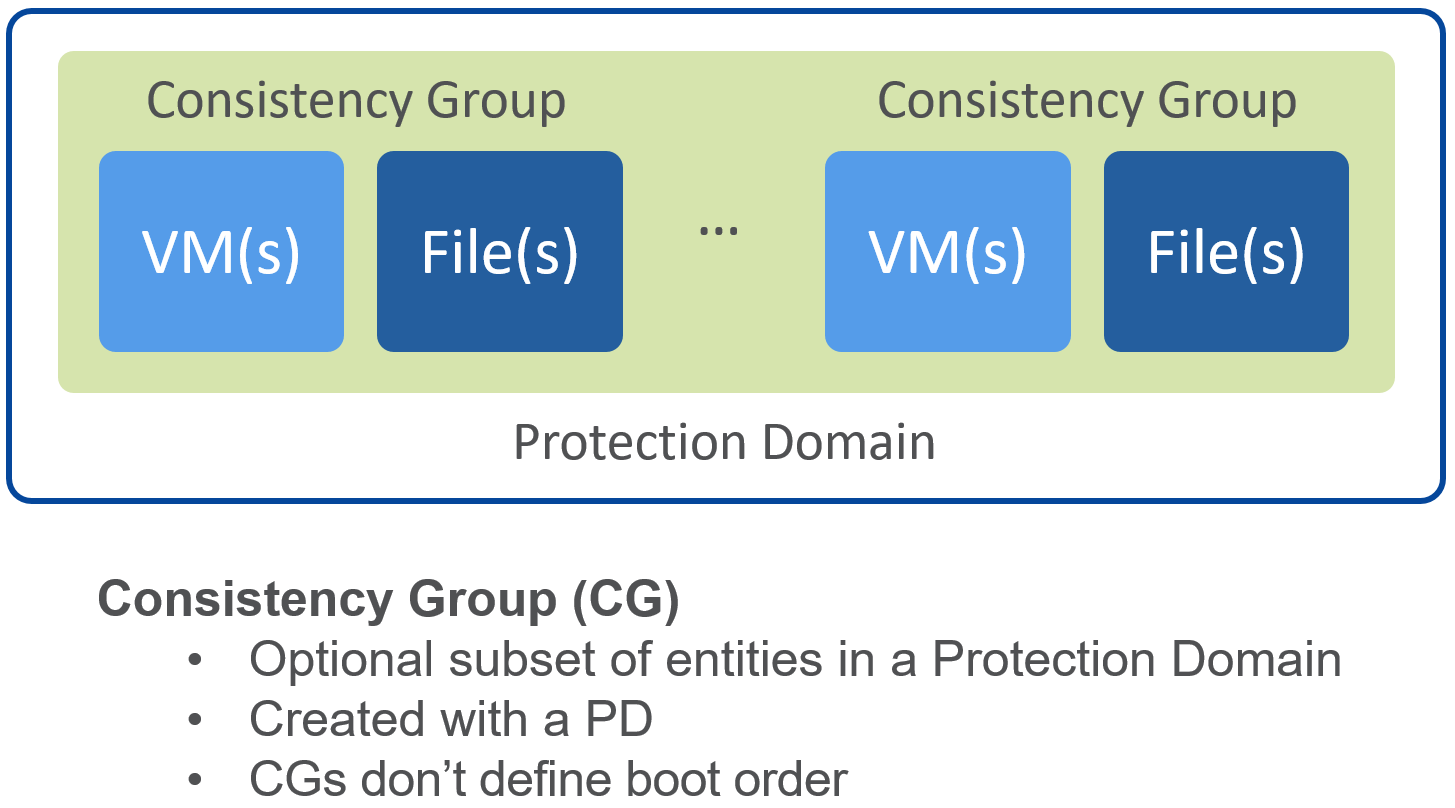 Consistency Group Consistency Group
VM(s) File(s) ... VM(s) File(s)
Protection Domain
Consistency Group (CG)
• Optional subset of entities in a Protection Domain
• Created with a PD
• CGs don’t define boot order